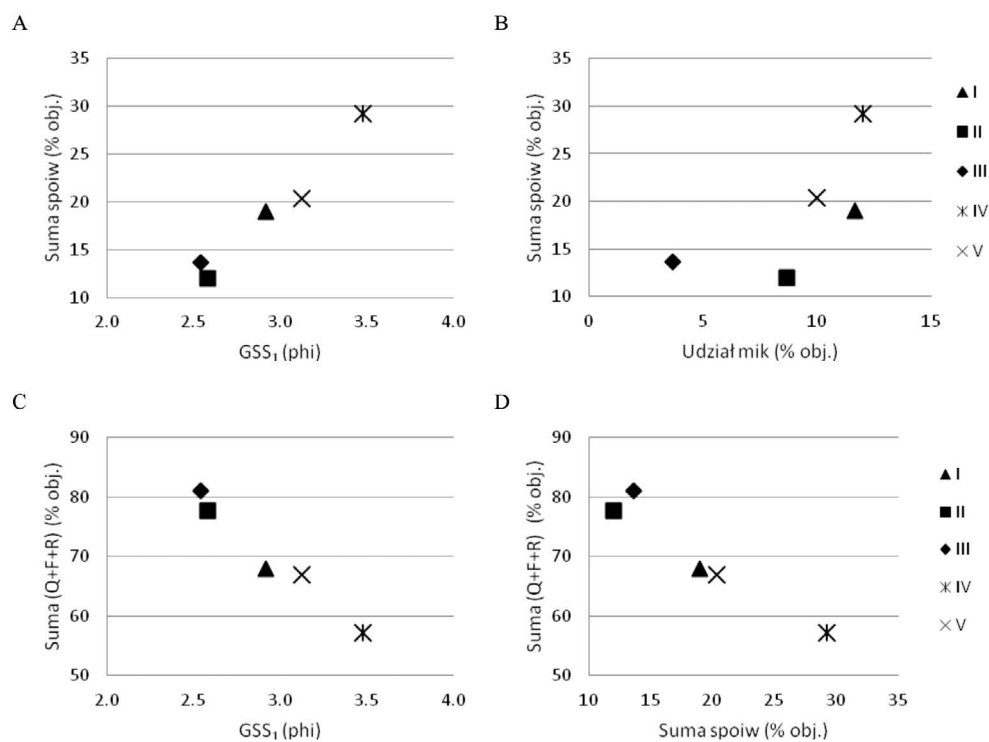 A
Suma spoiw (% obj.)
35
30
25
20
15
10
2.0 2.5 3.0 3.5 4.0
GSS₁ (phi)
B
Suma spoiw (% obj.)
35
30
25
20
15
10
0 5 10 15
Udział mik (% obj.)
I
II
III
IV
V
C
Suma (Q+F+R) (% obj.)
90
80
70
60
50
2.0 2.5 3.0 3.5 4.0
GSS₁ (phi)
D
Suma (Q+F+R) (% obj.)
90
80
70
60
50
10 15 20 25 30 35
Suma spoiw (% obj.)
I
II
III
IV
V